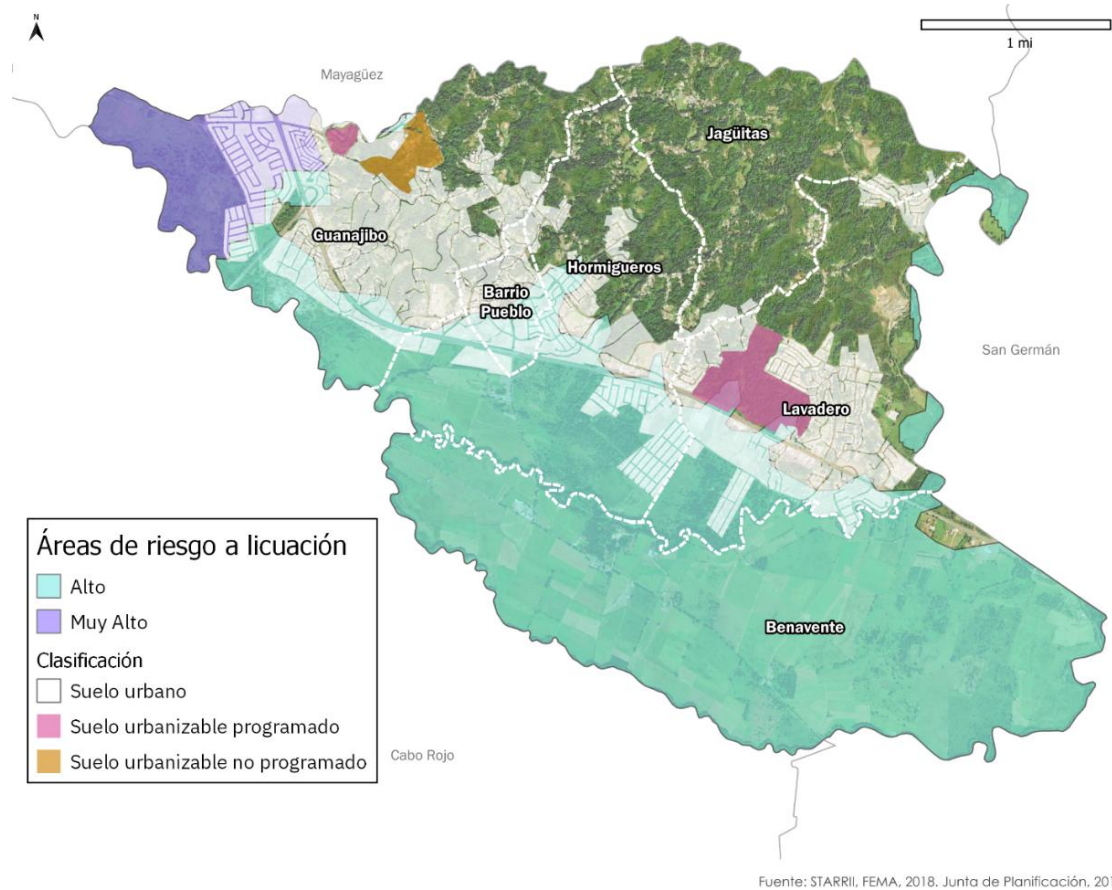 N
1 mi
Mayagüez
Jagüitas
Guanajibo
Hormigueros
Barrio
Pueblo
San Germán
Lavadero
Benavente
Áreas de riesgo a licuación
Alto
Muy Alto
Clasificación
Suelo urbano
Suelo urbanizable programado
Suelo urbanizable no programado
Cabo Rojo
Fuente: STARRII, FEMA, 2018. Junta de Planificación, 201